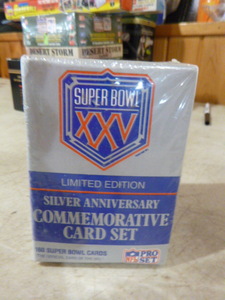 DESERT STORM
DESERT STORM
SUPER BOWL
XXV
LIMITED EDITION
SILVER ANNIVERSARY
COMMEMORATIVE
CARD SET
160 SUPER BOWL CARDS
PRO
SET